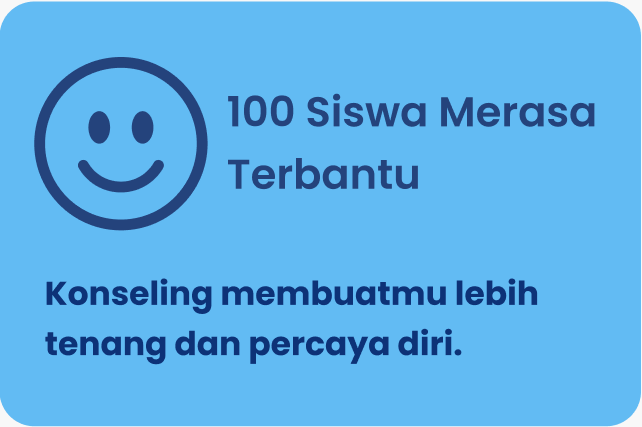 100 Siswa Merasa
Terbantu
Konseling membuatmu lebih
tenang dan percaya diri.